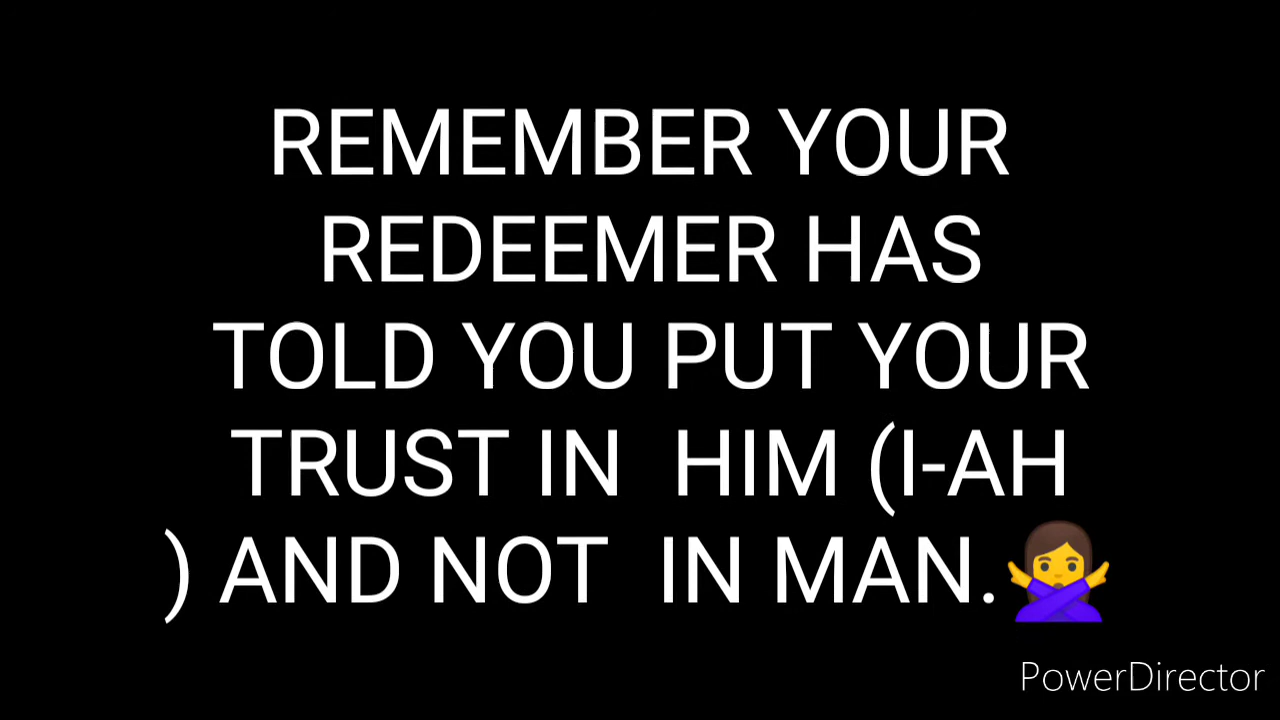 REMEMBER YOUR
REDEEMER HAS
TOLD YOU PUT YOUR
TRUST IN  HIM (I-AH
) AND NOT  IN MAN.🙅‍♀️
PowerDirector